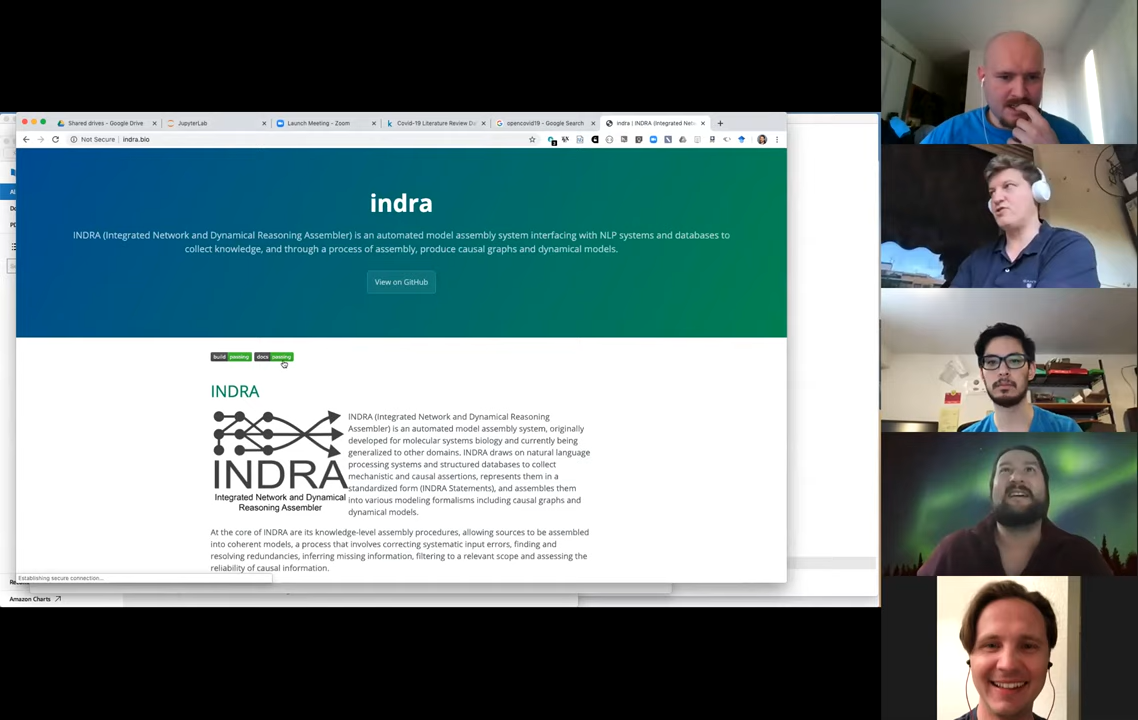 Shared drives - Google Drive
JupyterLab
Launch Meeting - Zoom
Covid-19 Literature Review Da
opencovid19 - Google Search
indra | INDRA (Integrated Netw
Not Secure
indra.bio
indra
INDRA (Integrated Network and Dynamical Reasoning Assembler) is an automated model assembly system interfacing with NLP systems and databases to
collect knowledge, and through a process of assembly, produce causal graphs and dynamical models.
View on GitHub
build passing docs passing
INDRA
INDRA
Integrated Network and Dynamical
Reasoning Assembler
INDRA (Integrated Network and Dynamical Reasoning
Assembler) is an automated model assembly system, originally
developed for molecular systems biology and currently being
generalized to other domains. INDRA draws on natural language
processing systems and structured databases to collect
mechanistic and causal assertions, represents them in a
standardized form (INDRA Statements), and assembles them
into various modeling formalisms including causal graphs and
dynamical models.
At the core of INDRA are its knowledge-level assembly procedures, allowing sources to be assembled
into coherent models, a process that involves correcting systematic input errors, finding and
resolving redundancies, inferring missing information, filtering to a relevant scope and assessing the
reliability of causal information.
Establishing secure connection...
Amazon Charts